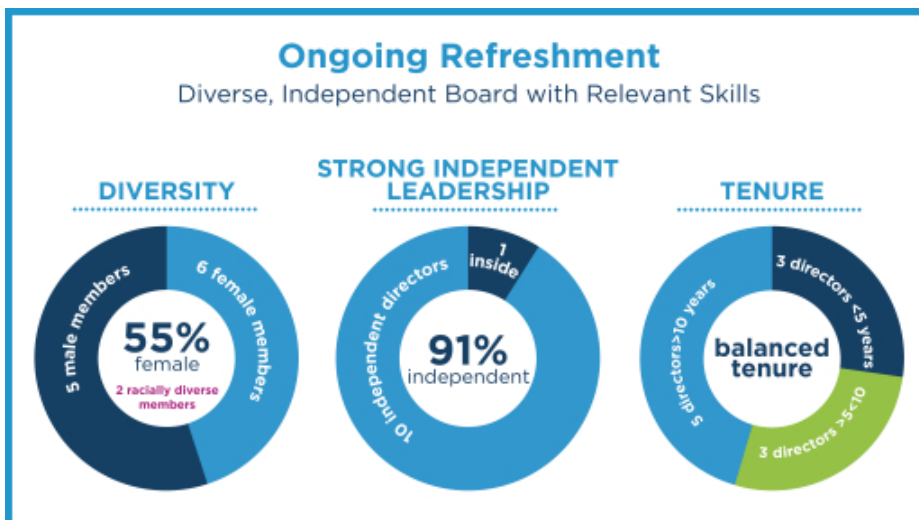 Ongoing Refreshment
Diverse, Independent Board with Relevant Skills
DIVERSITY
5 male members
6 female members
55%
female
2 racially diverse
members
STRONG INDEPENDENT
LEADERSHIP
10 independent directors
1
inside
91%
independent
TENURE
5 directors>10 years
3 directors <5 years
3 directors >5<10
balanced
tenure